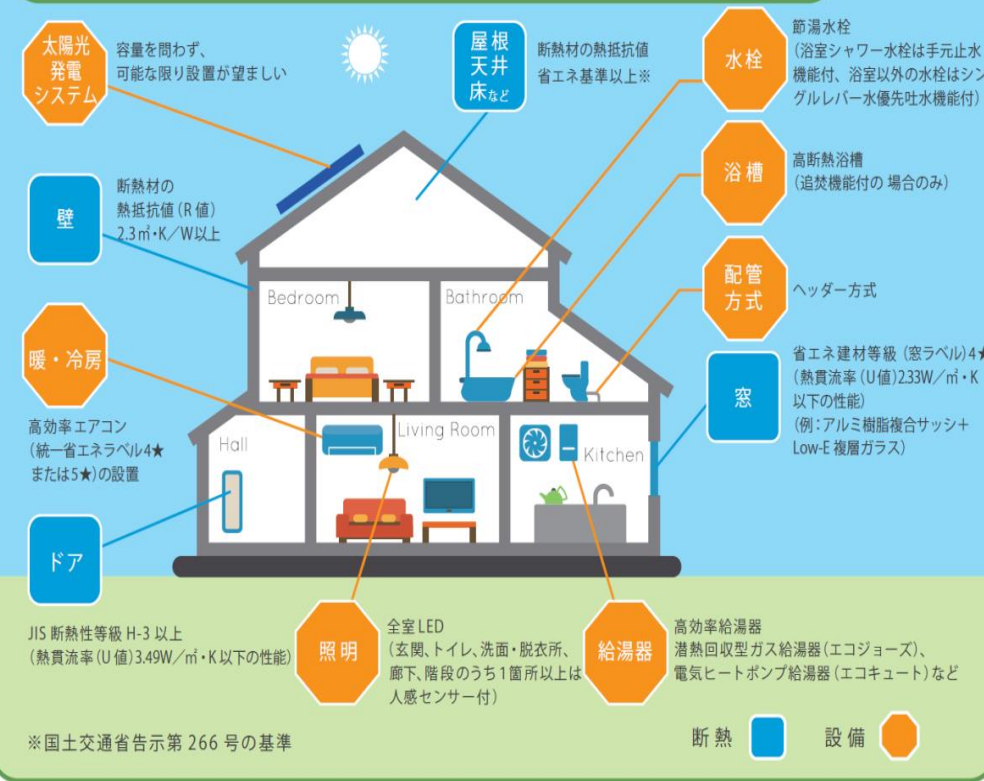 太陽光
発電
システム
容量を問わず、
可能な限り設置が望ましい
屋根
天井
床など
断熱材の熱抵抗値
省エネ基準以上※
水栓
節湯水栓
(浴室シャワー水栓は手元止水
機能付、浴室以外の水栓はシン
グルレバー水優先吐水機能付)
壁
断熱材の
熱抵抗値(R値)
2.3㎡・K/W以上
浴槽
高断熱浴槽
(追焚機能付の 場合のみ)
配管
方式
ヘッダー方式
暖・冷房
高効率エアコン
(統一省エネラベル4★
または5★)の設置
窓
省エネ建材等級(窓ラベル)4★
(熱貫流率(U値)2.33W/㎡・K
以下の性能)
(例:アルミ樹脂複合サッシ+
Low-E 複層ガラス)
Bedroom
Bathroom
Hall
Living Room
Kitchen
ドア
JIS 断熱性等級 H-3 以上
(熱貫流率(U値)3.49W/㎡・K以下の性能)
照明
全室LED
(玄関、トイレ、洗面・脱衣所、
廊下、階段のうち1箇所以上は
人感センサー付)
給湯器
高効率給湯器
潜熱回収型ガス給湯器(エコジョーズ)、
電気ヒートポンプ給湯器(エコキュート)など
※国土交通省告示第 266 号の基準
断熱
設備